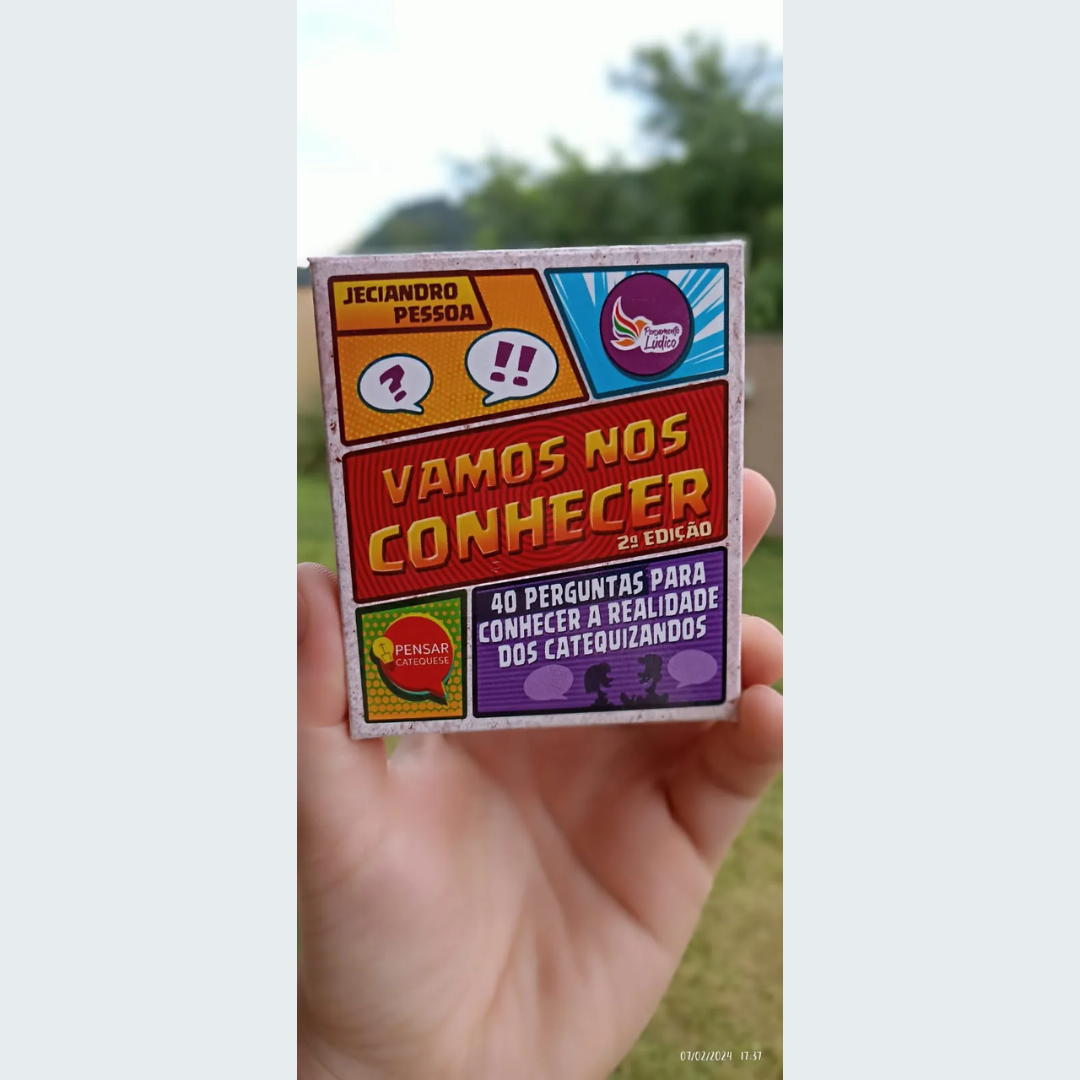 JECIANDRO
PESSOA
?
!!
Pensamento
Lúdico
VAMOS NOS
CONHECER
2ª EDIÇÃO
PENSAR
CATEQUESE
40 PERGUNTAS PARA
CONHECER A REALIDADE
DOS CATEQUIZANDOS
07/02/2024 17:37